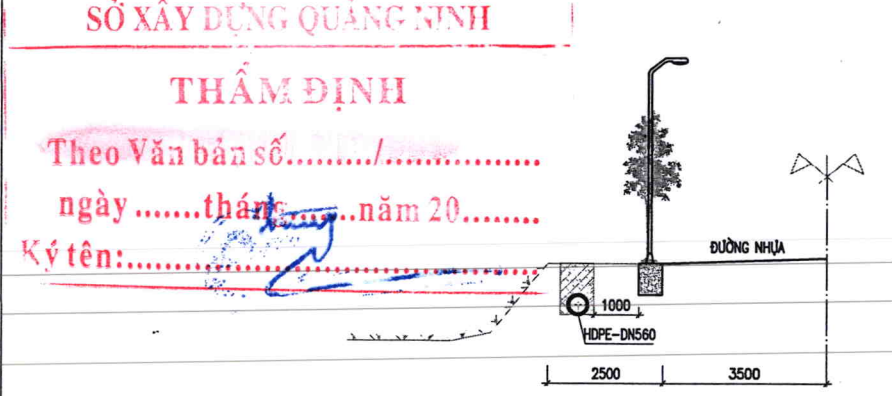 SỞ XÂY DỰNG QUẢNG NINH
THẨM ĐỊNH
Theo Văn bản số........./...............
ngày.......tháng.......năm 20........
Ký tên:.............................................
ĐƯỜNG NHỰA
1000
HDPE-DN560
2500
3500